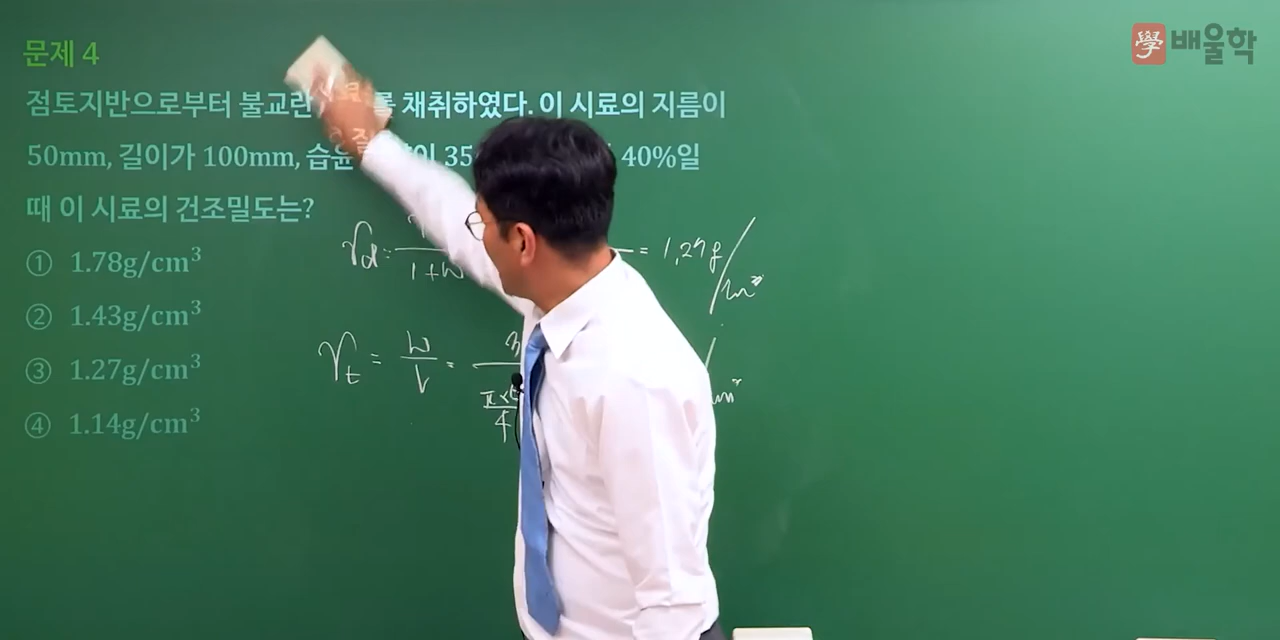 學 배울학
문제 4
점토지반으로부터 불교란 채취하였다. 이 시료의 지름이
50mm, 길이가 100mm, 습윤 35 40%일
때 이 시료의 건조밀도는?
① 1.78g/cm³
② 1.43g/cm³
③ 1.27g/cm³
④ 1.14g/cm³
γd = 1+W = 1,27g/cm³
γt = W/V =